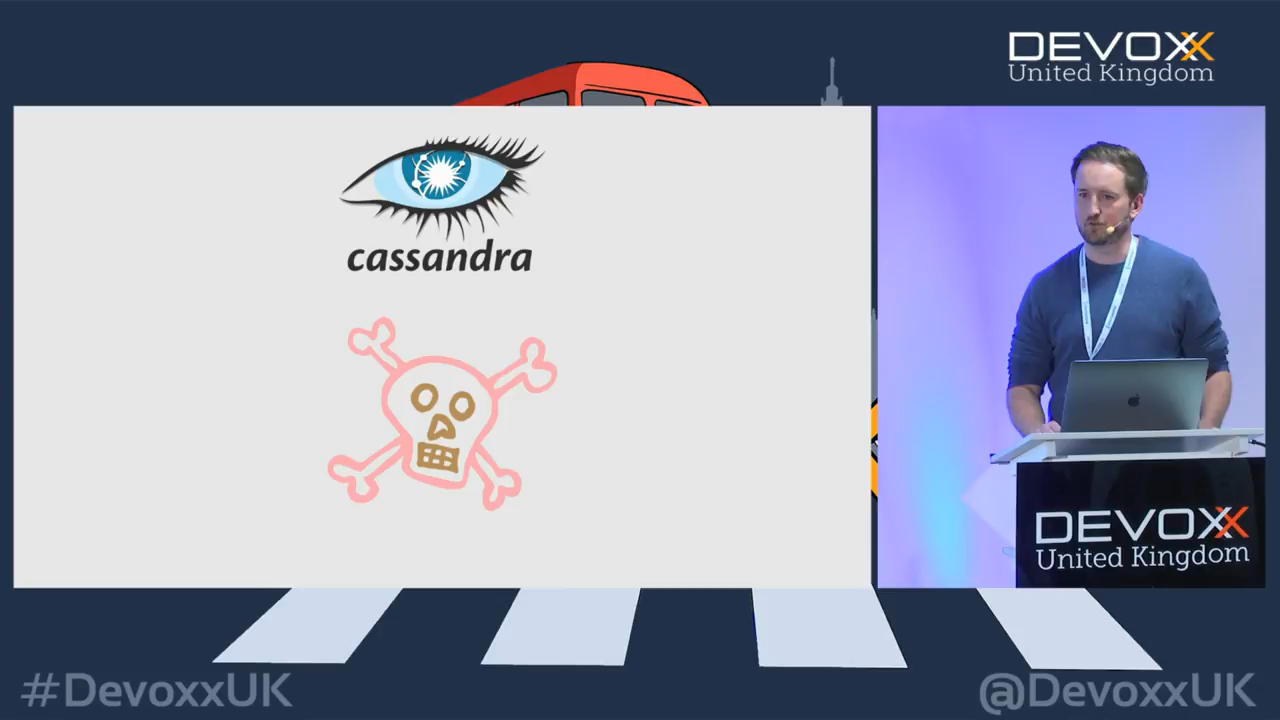 DEVOXX
United Kingdom
cassandra
DEVOXX
United Kingdom
#DevoxxUK
@DevoxxUK